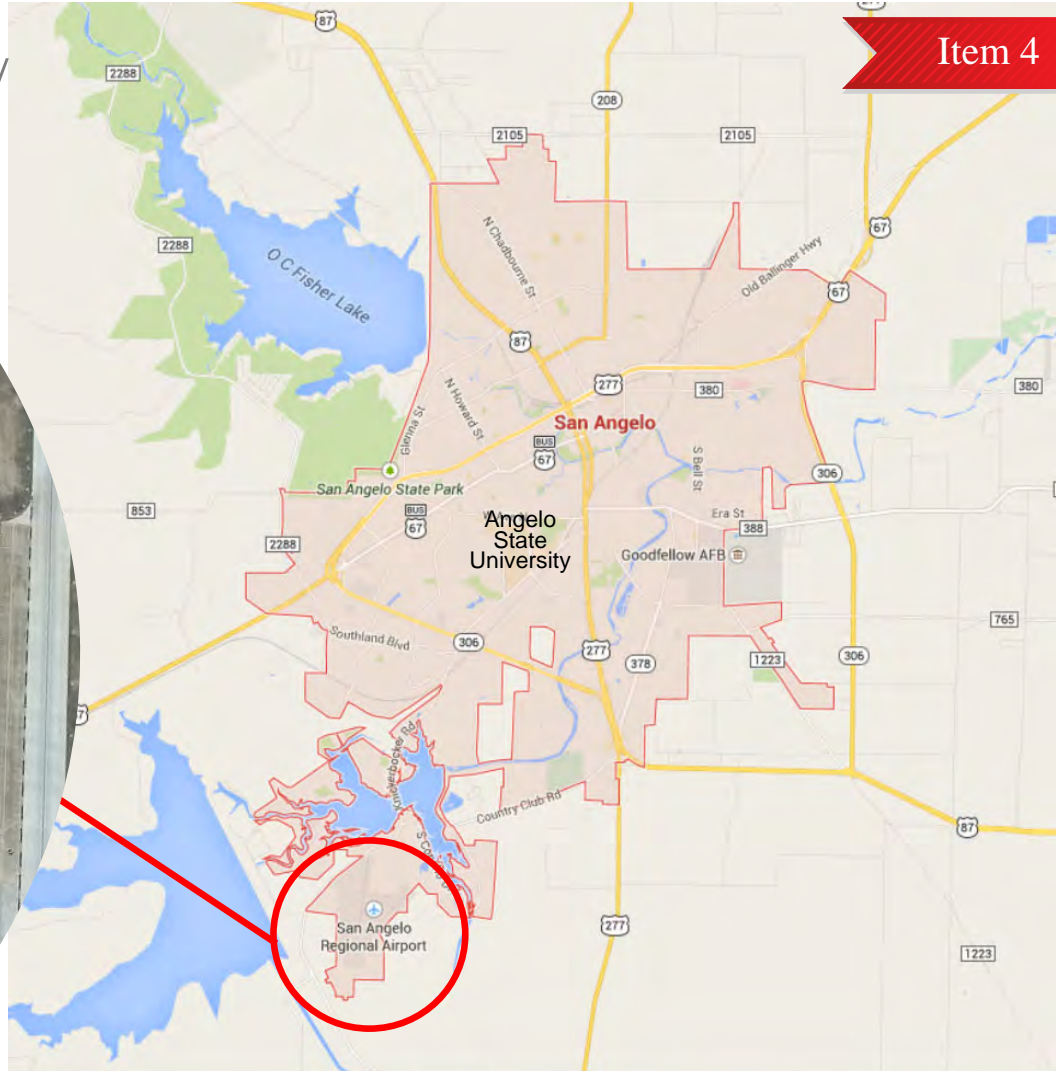 87
Item 4
2288
208
2105
2105
N Chadbourne St
67
2288
O C Fisher Lake
Old Ballinger Hwy
67
87
277
380
380
N Howard St
Glenna St
San Angelo
BUS
67
S Bell St
306
San Angelo State Park
853
BUS
67
Angelo
State
University
Era St
388
2288
Goodfellow AFB
765
Southland Blvd
306
277
378
1223
306
Knickerbocker Rd
Country Club Rd
87
San Angelo
Regional Airport
277
1223